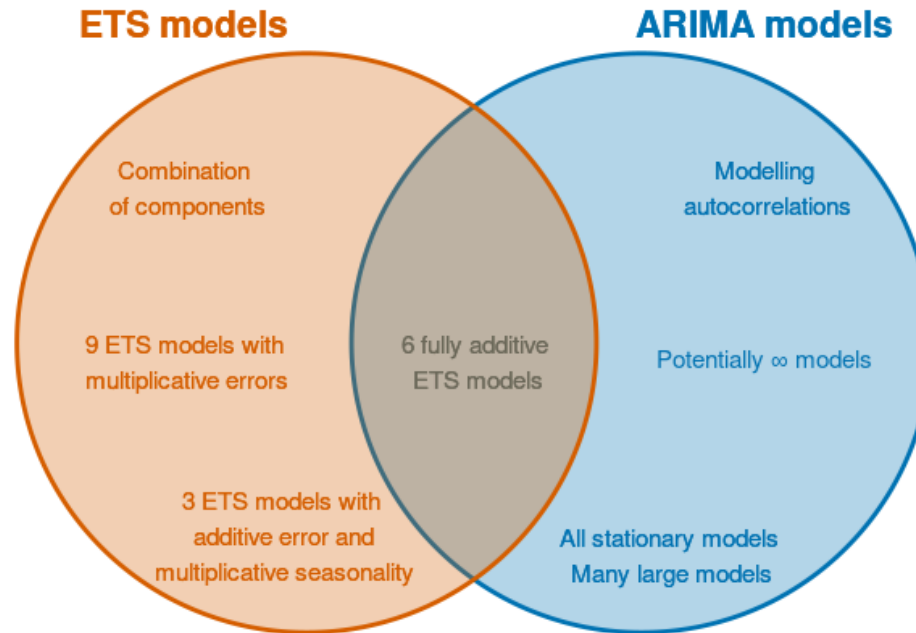 ETS models
ARIMA models
Combination
of components
Modelling
autocorrelations
9 ETS models with
multiplicative errors
6 fully additive
ETS models
Potentially ∞ models
3 ETS models with
additive error and
multiplicative seasonality
All stationary models
Many large models